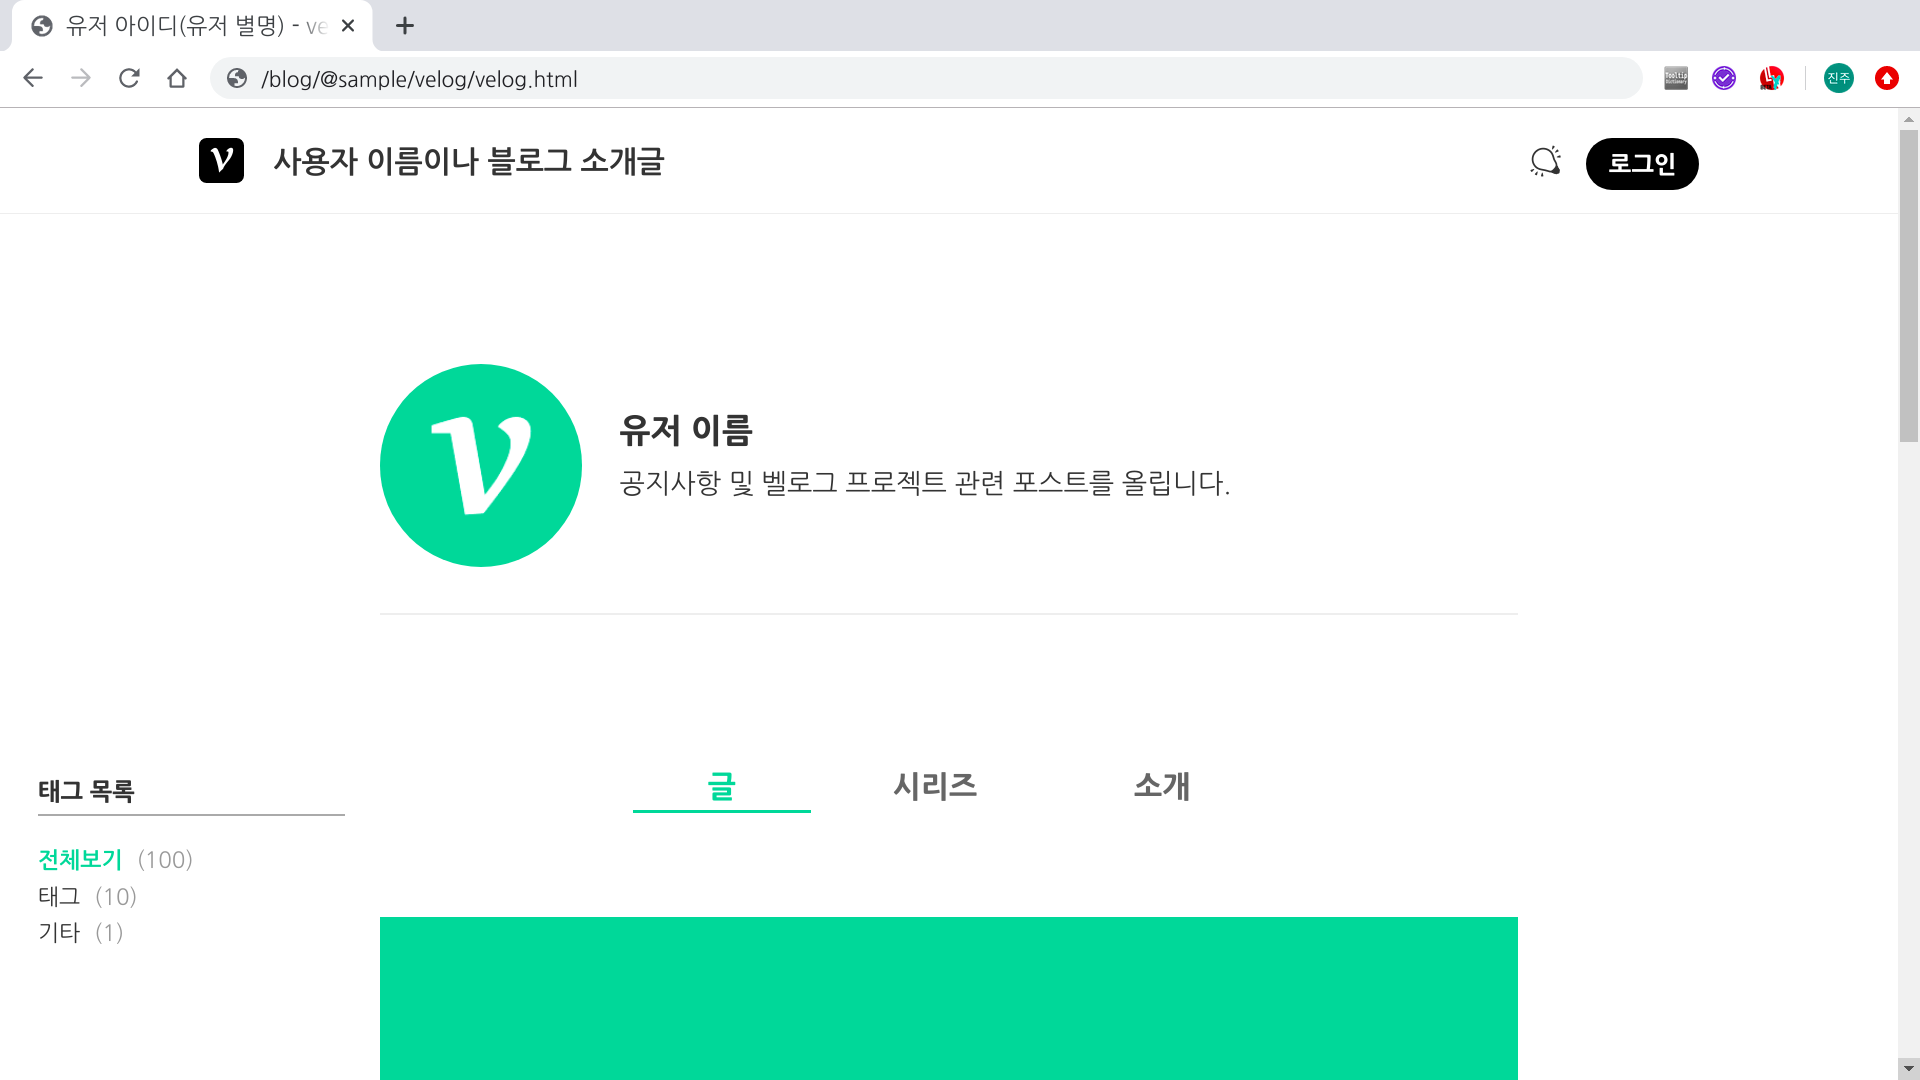 유저 아이디(유저 별명) - ve
/blog/@sample/velog/velog.html
Tooltip
Dictionary
진주
v 사용자 이름이나 블로그 소개글
로그인
v
유저 이름
공지사항 및 벨로그 프로젝트 관련 포스트를 올립니다.
글 시리즈 소개
태그 목록
전체보기 (100)
태그 (10)
기타 (1)